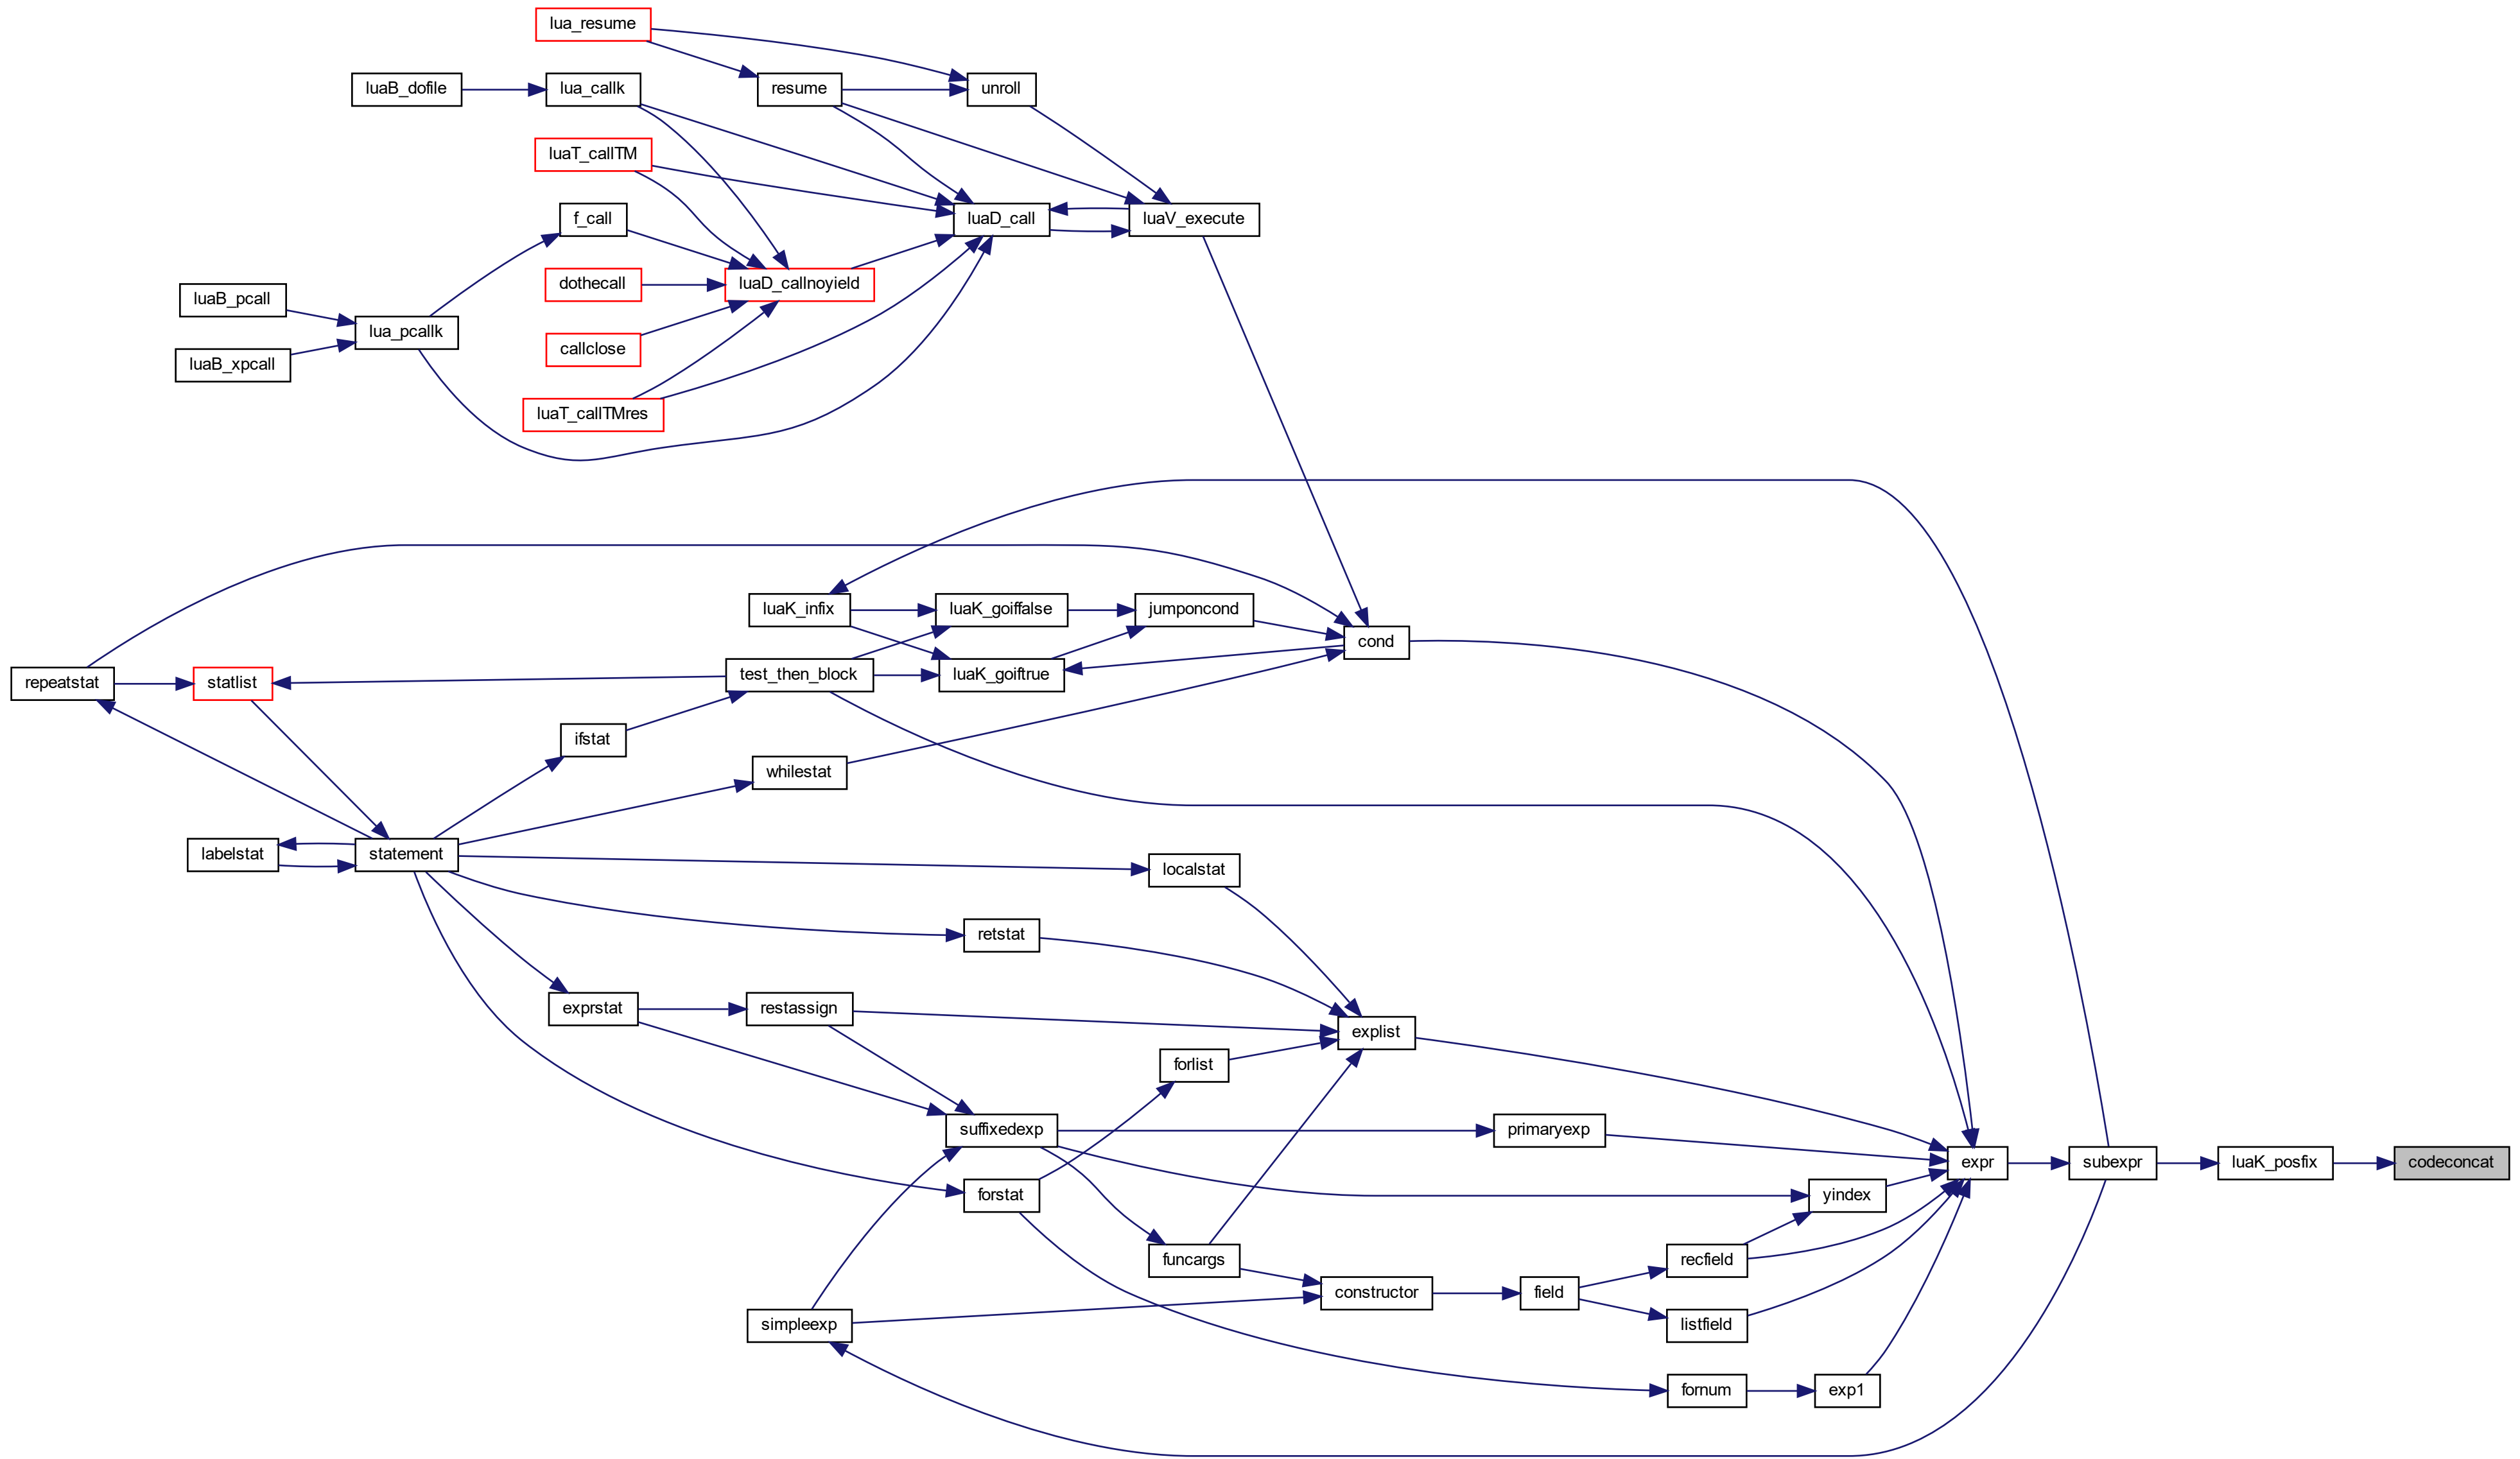 lua_resume
luaB_dofile
lua_callk
resume
unroll
luaT_callTM
f_call
luaD_call
luaV_execute
dothecall
luaD_callnoyield
luaB_pcall
lua_pcallk
callclose
luaB_xpcall
luaT_callTMres
luaK_infix
luaK_goiffalse
jumponcond
cond
repeatstat
statlist
test_then_block
luaK_goiftrue
ifstat
whilestat
labelstat
statement
localstat
retstat
exprstat
restassign
explist
forlist
suffixedexp
primaryexp
expr
subexpr
luaK_posfix
codeconcat
forstat
yindex
funcargs
recfield
constructor
field
simpleexp
listfield
fornum
exp1